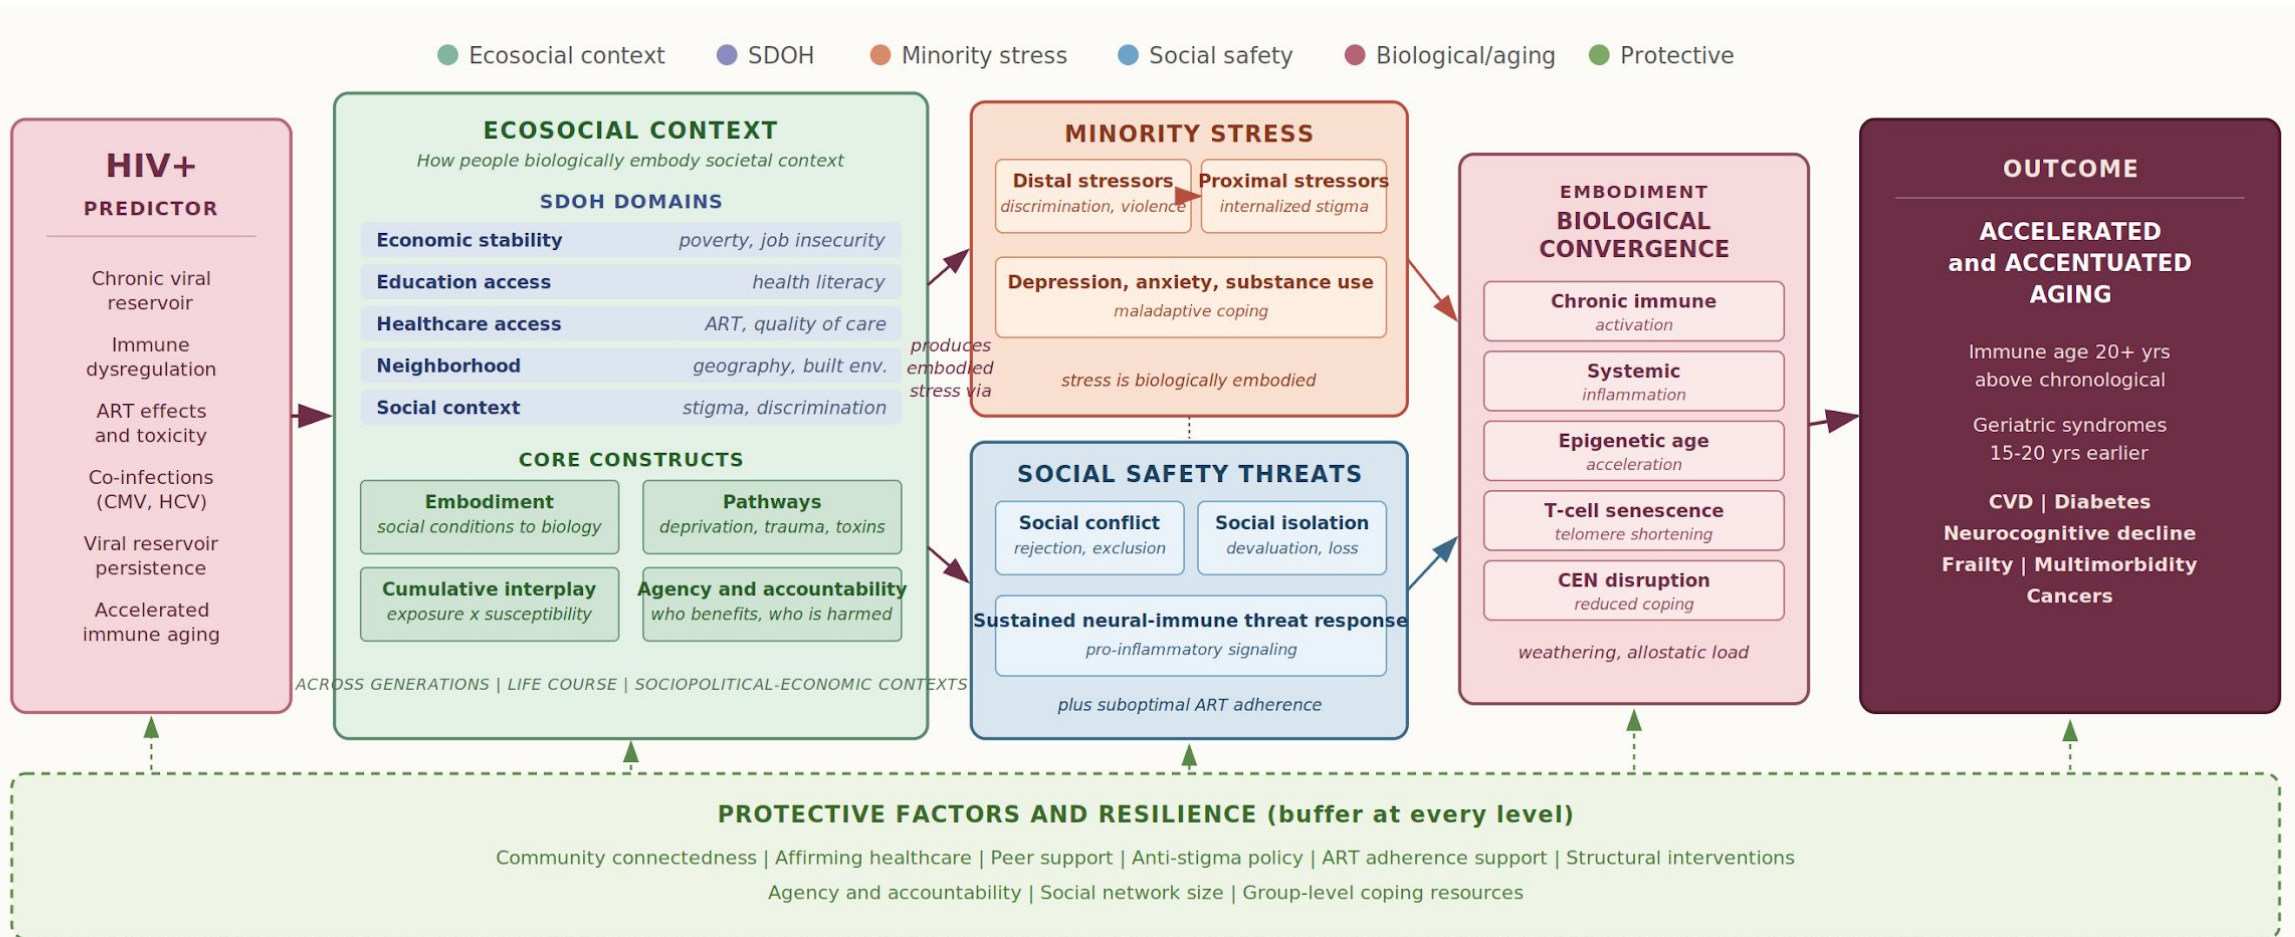 Ecosocial context
SDOH
Minority stress
Social safety
Biological/aging
Protective
HIV+
PREDICTOR
Chronic viral
reservoir
Immune
dysregulation
ART effects
and toxicity
Co-infections
(CMV, HCV)
Viral reservoir
persistence
Accelerated
immune aging
ECOSOCIAL CONTEXT
How people biologically embody societal context
SDOH DOMAINS
Economic stability poverty, job insecurity
Education access health literacy
Healthcare access ART, quality of care
Neighborhood geography, built env.
Social context stigma, discrimination
CORE CONSTRUCTS
Embodiment
social conditions to biology
Pathways
deprivation, trauma, toxins
Cumulative interplay
exposure x susceptibility
Agency and accountability
who benefits, who is harmed
ACROSS GENERATIONS | LIFE COURSE | SOCIOPOLITICAL-ECONOMIC CONTEXTS
produces
embodied
stress via
MINORITY STRESS
Distal stressors
discrimination, violence
Proximal stressors
internalized stigma
Depression, anxiety, substance use
maladaptive coping
stress is biologically embodied
SOCIAL SAFETY THREATS
Social conflict
rejection, exclusion
Social isolation
devaluation, loss
Sustained neural-immune threat response
pro-inflammatory signaling
plus suboptimal ART adherence
EMBODIMENT
BIOLOGICAL
CONVERGENCE
Chronic immune
activation
Systemic
inflammation
Epigenetic age
acceleration
T-cell senescence
telomere shortening
CEN disruption
reduced coping
weathering, allostatic load
OUTCOME
ACCELERATED
and ACCENTUATED
AGING
Immune age 20+ yrs
above chronological
Geriatric syndromes
15-20 yrs earlier
CVD | Diabetes
Neurocognitive decline
Frailty | Multimorbidity
Cancers
PROTECTIVE FACTORS AND RESILIENCE (buffer at every level)
Community connectedness | Affirming healthcare | Peer support | Anti-stigma policy | ART adherence support | Structural interventions
Agency and accountability | Social network size | Group-level coping resources